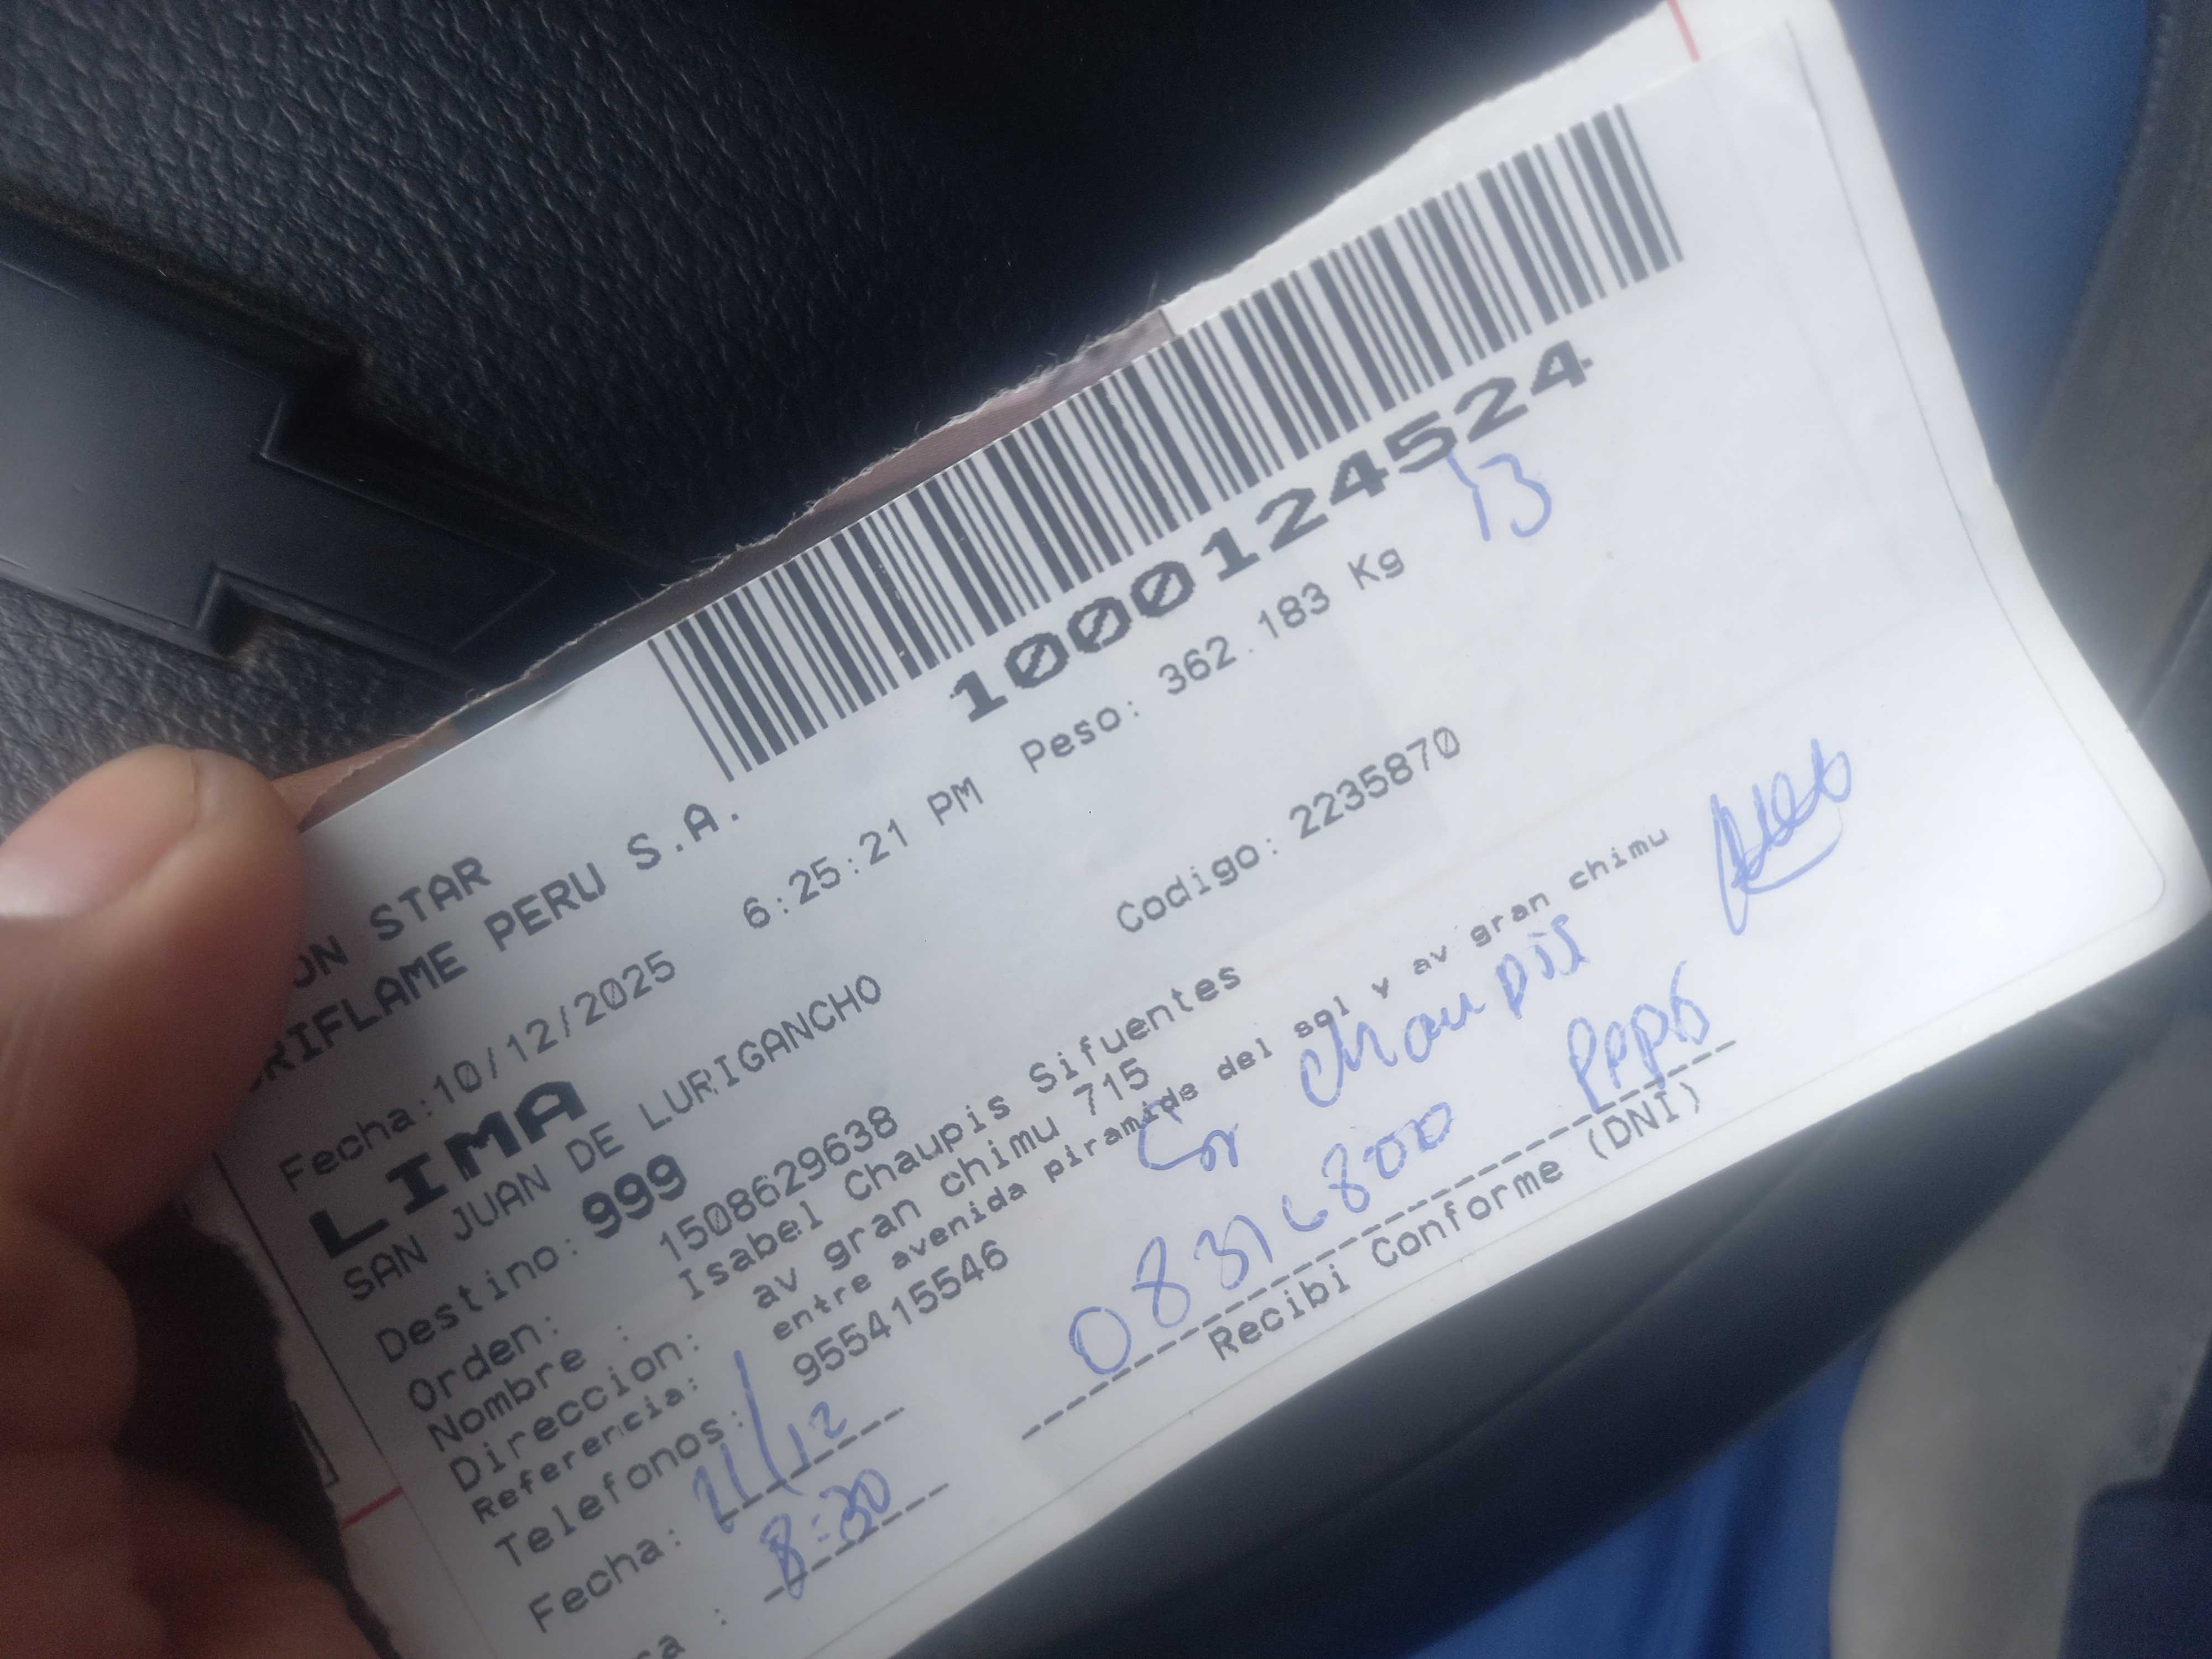 ON STAR
RIFLAME PERU S.A.
1000124524
13
Fecha:10/12/2025 6:25:21 PM Peso: 362.183 Kg
LIMA
SAN JUAN DE LURIGANCHO
Destino: 999 Codigo: 2235870
Orden: 1508629638
Nombre : Isabel Chaupis Sifuentes
Direccion: av gran chimu 715
Referencia: entre avenida piramide del sol y av gran chimu
Telefonos: 955415546
chaupis
Fecha: 11/12
8:30
Recibi Conforme (DNI)